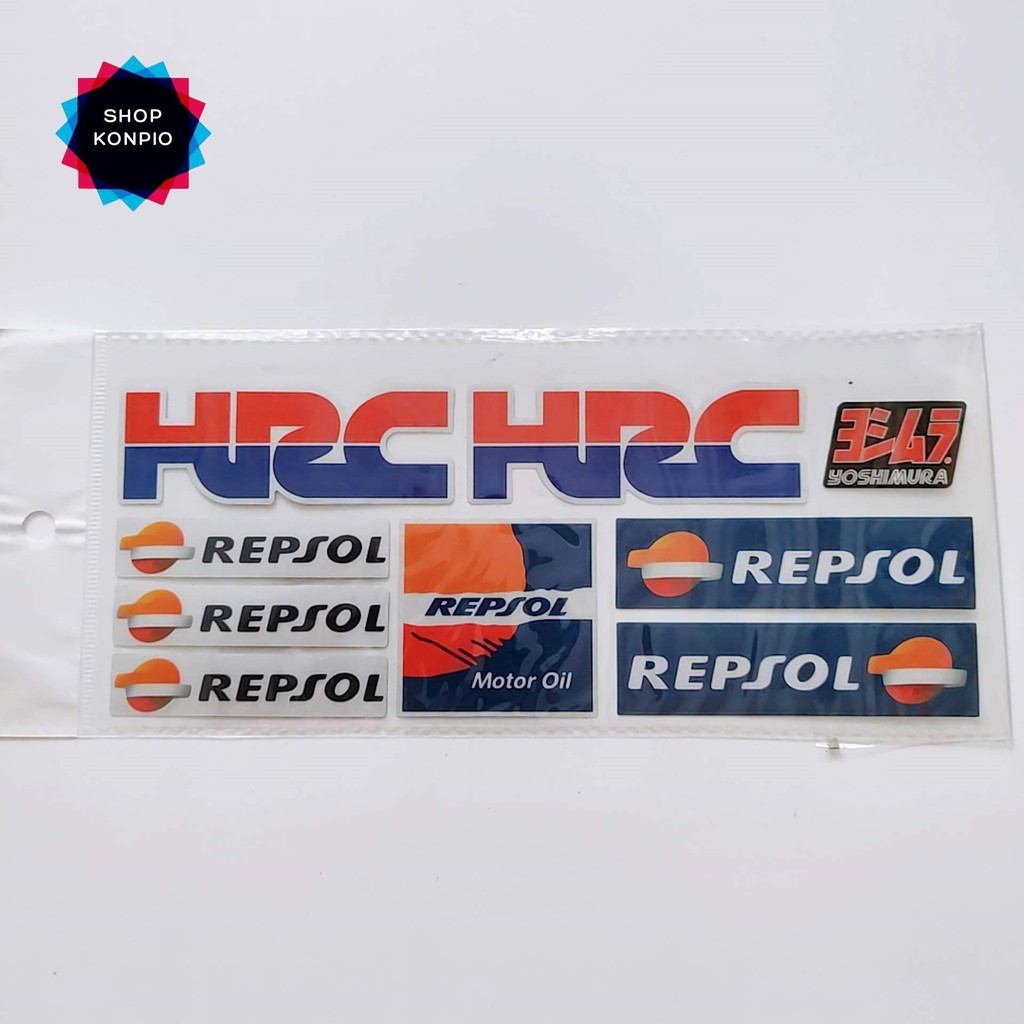 SHOP
KONPIO
HRC HRC
ヨシムラ
YOSHIMURA
REPSOL
REPSOL
REPSOL
REPSOL
Motor Oil
REPSOL
REPSOL